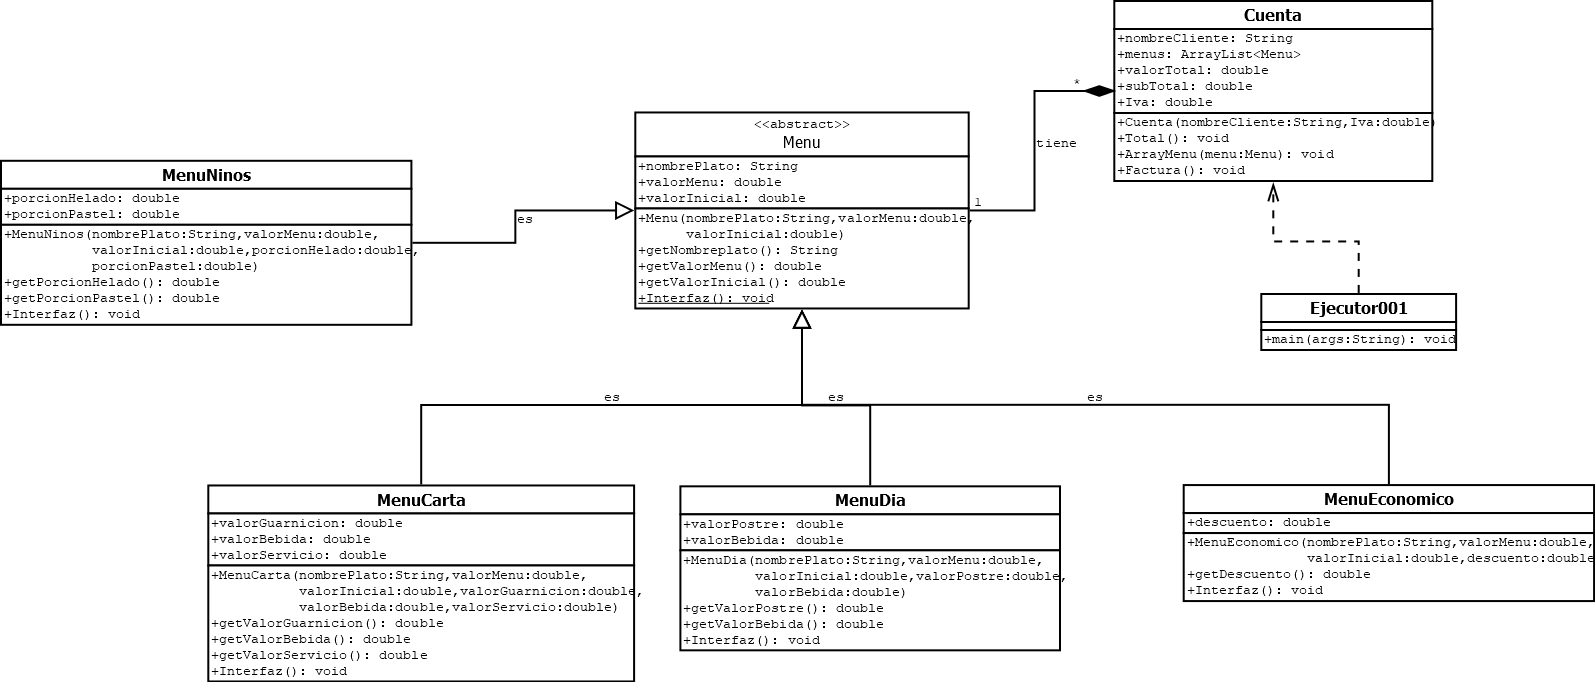 Cuenta
+nombreCliente: String
+menus: ArrayList<Menu>
+valorTotal: double
+subTotal: double
+Iva: double
+Cuenta(nombreCliente:String,Iva:double)
+Total(): void
+ArrayMenu(menu:Menu): void
+Factura(): void
*
tiene
1
<<abstract>>
Menu
+nombrePlato: String
+valorMenu: double
+valorInicial: double
+Menu(nombrePlato:String,valorMenu:double,
valorInicial:double)
+getNombreplato(): String
+getValorMenu(): double
+getValorInicial(): double
+Interfaz(): void
MenuNinos
+porcionHelado: double
+porcionPastel: double
+MenuNinos(nombrePlato:String,valorMenu:double,
valorInicial:double,porcionHelado:double,
porcionPastel:double)
+getPorcionHelado(): double
+getPorcionPastel(): double
+Interfaz(): void
es
Ejecutor001
+main(args:String): void
es
es
es
MenuCarta
+valorGuarnicion: double
+valorBebida: double
+valorServicio: double
+MenuCarta(nombrePlato:String,valorMenu:double,
valorInicial:double,valorGuarnicion:double,
valorBebida:double,valorServicio:double)
+getValorGuarnicion(): double
+getValorBebida(): double
+getValorServicio(): double
+Interfaz(): void
MenuDia
+valorPostre: double
+valorBebida: double
+MenuDia(nombrePlato:String,valorMenu:double,
valorInicial:double,valorPostre:double,
valorBebida:double)
+getValorPostre(): double
+getValorBebida(): double
+Interfaz(): void
MenuEconomico
+descuento: double
+MenuEconomico(nombrePlato:String,valorMenu:double,
valorInicial:double,descuento:double
+getDescuento(): double
+Interfaz(): void